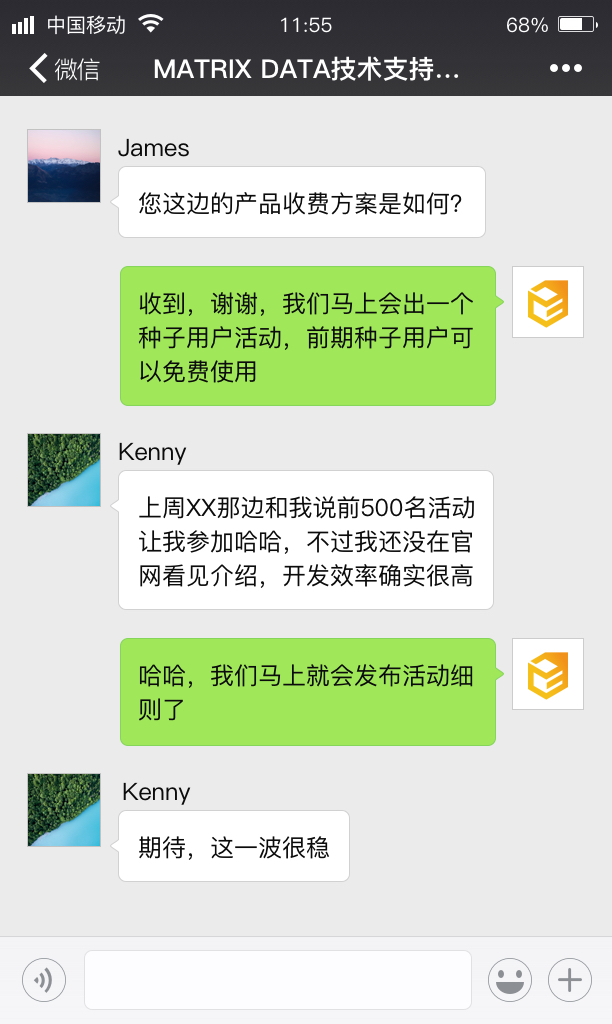 中国移动 11:55 68%
微信 MATRIX DATA技术支持...
James
您这边的产品收费方案是如何?
收到，谢谢，我们马上会出一个
种子用户活动，前期种子用户可
以免费使用
Kenny
上周XX那边和我说前500名活动
让我参加哈哈，不过我还没在官
网看见介绍，开发效率确实很高
哈哈，我们马上就会发布活动细
则了
Kenny
期待，这一波很稳